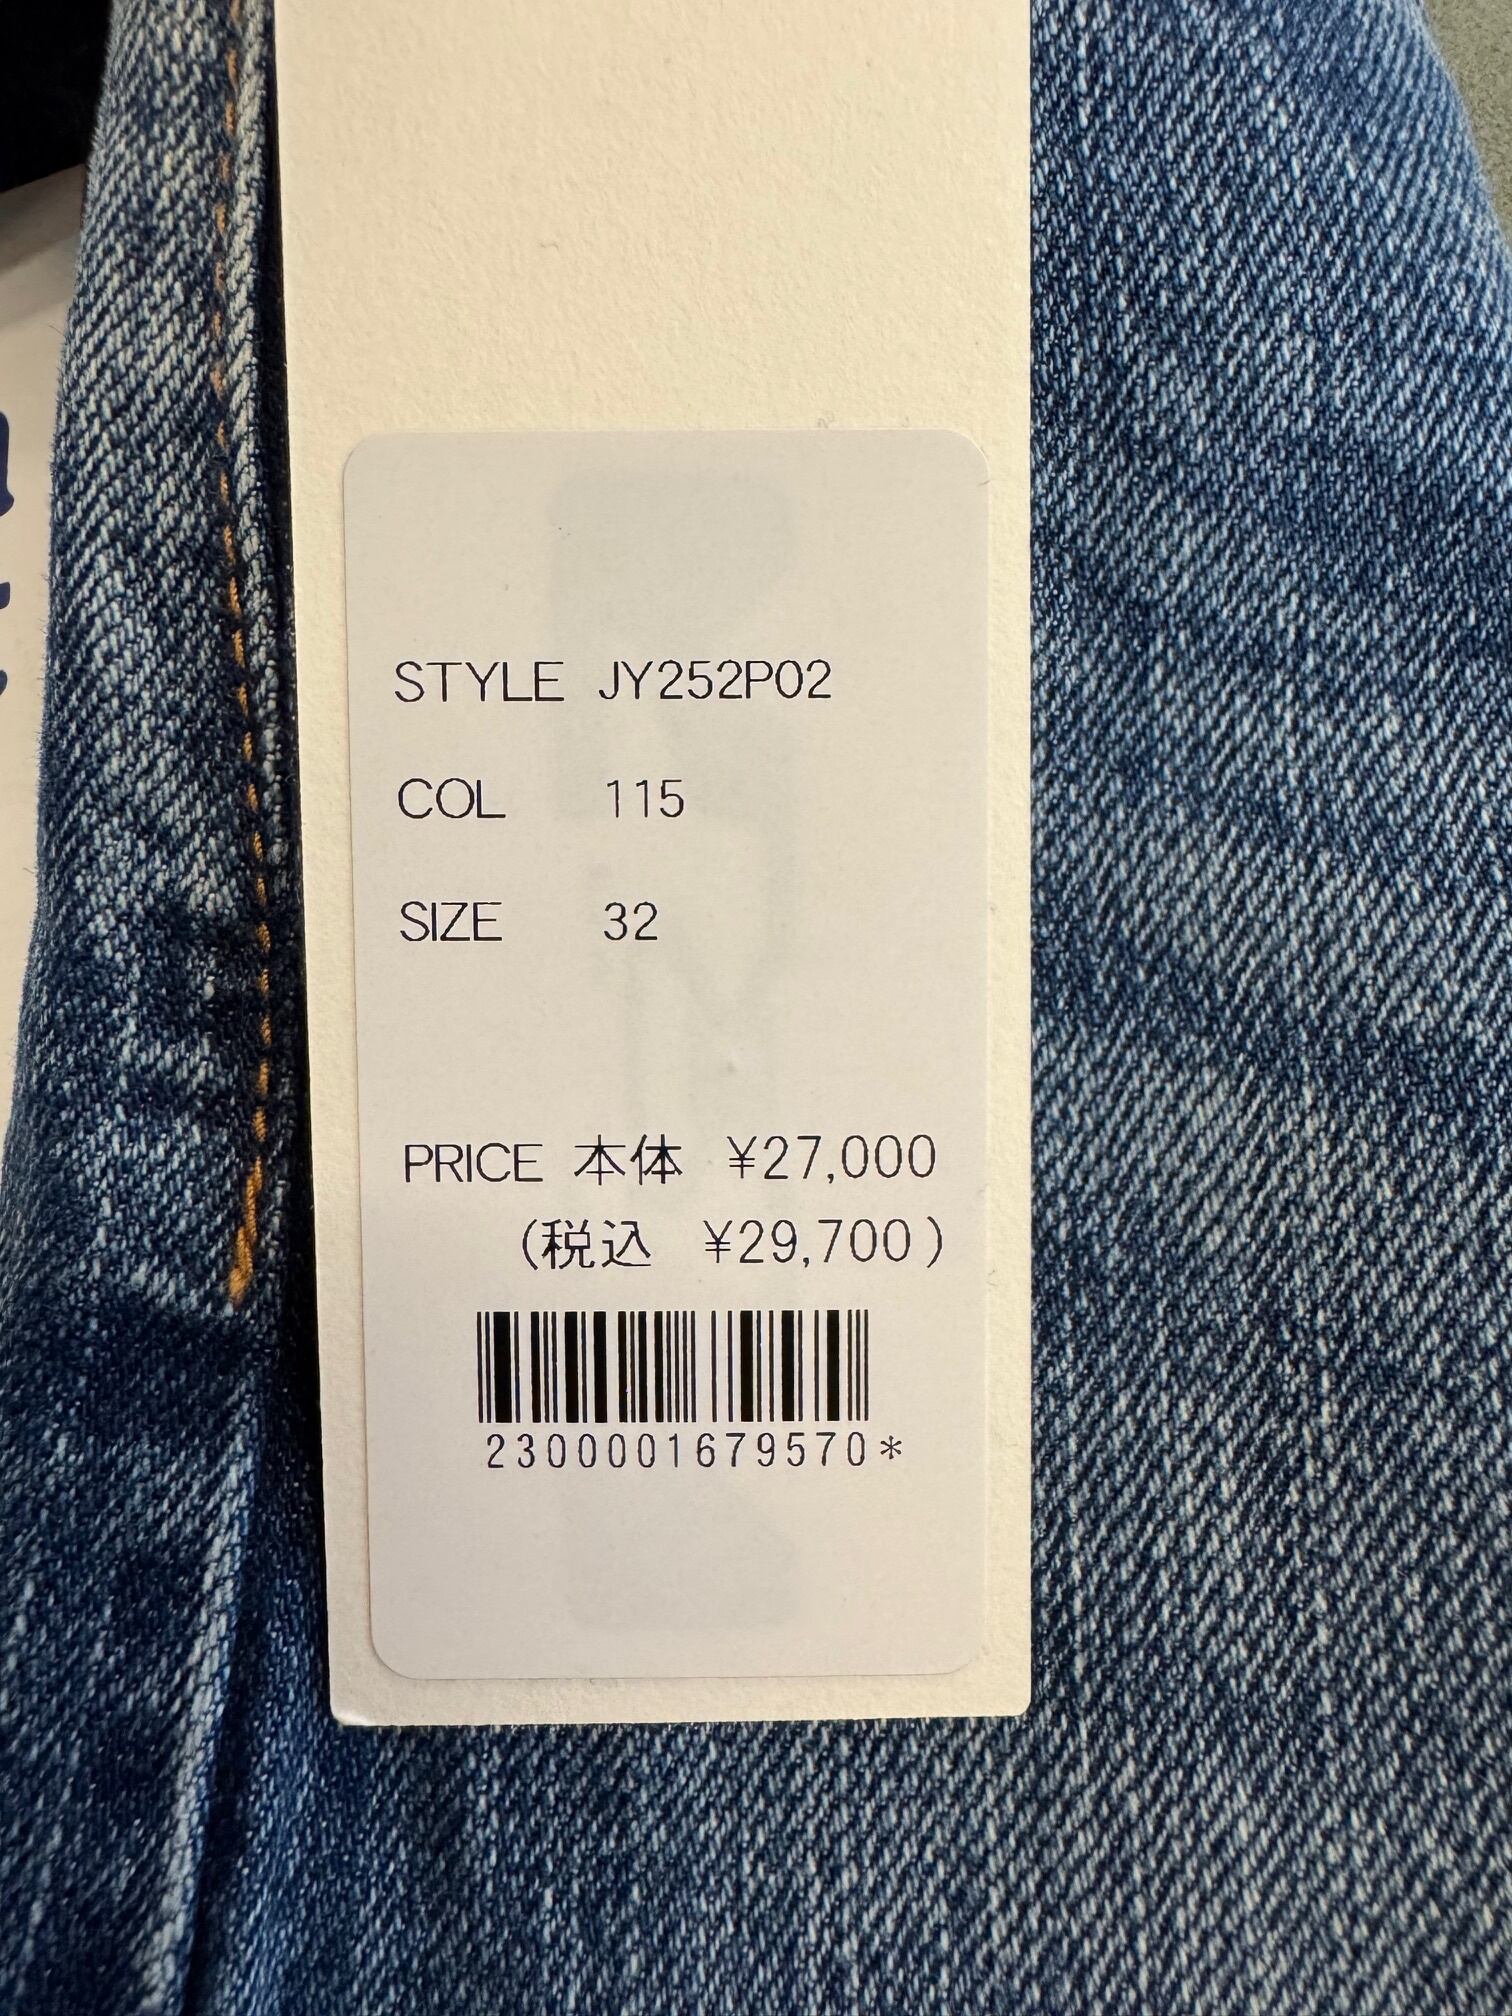 STYLE JY252P02
COL 115
SIZE 32
PRICE 本体 ¥27,000
(税込 ¥29,700)
2300001679570*